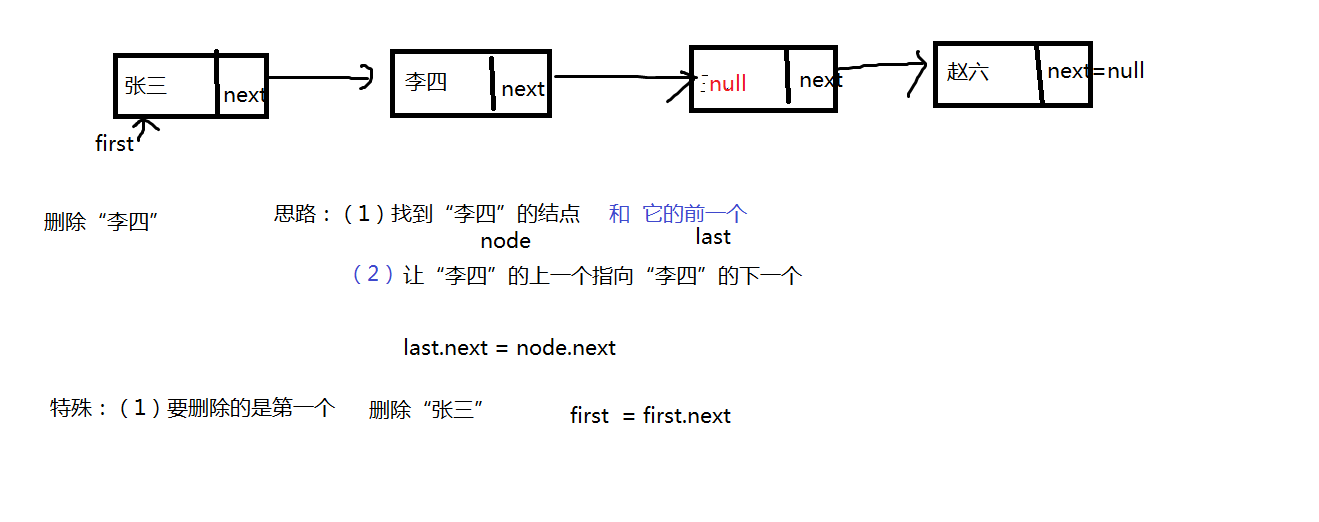 张三 next 李四 next null next 赵六 next=null
first
删除“李四” 思路：（1）找到“李四”的结点 和 它的前一个
node last
（2）让“李四”的上一个指向“李四”的下一个
last.next = node.next
特殊：（1）要删除的是第一个 删除“张三” first = first.next